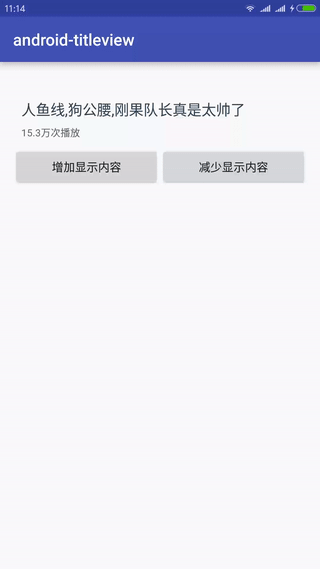 11:14
android-titleview
人鱼线,狗公腰,刚果队长真是太帅了
15.3万次播放
增加显示内容
减少显示内容